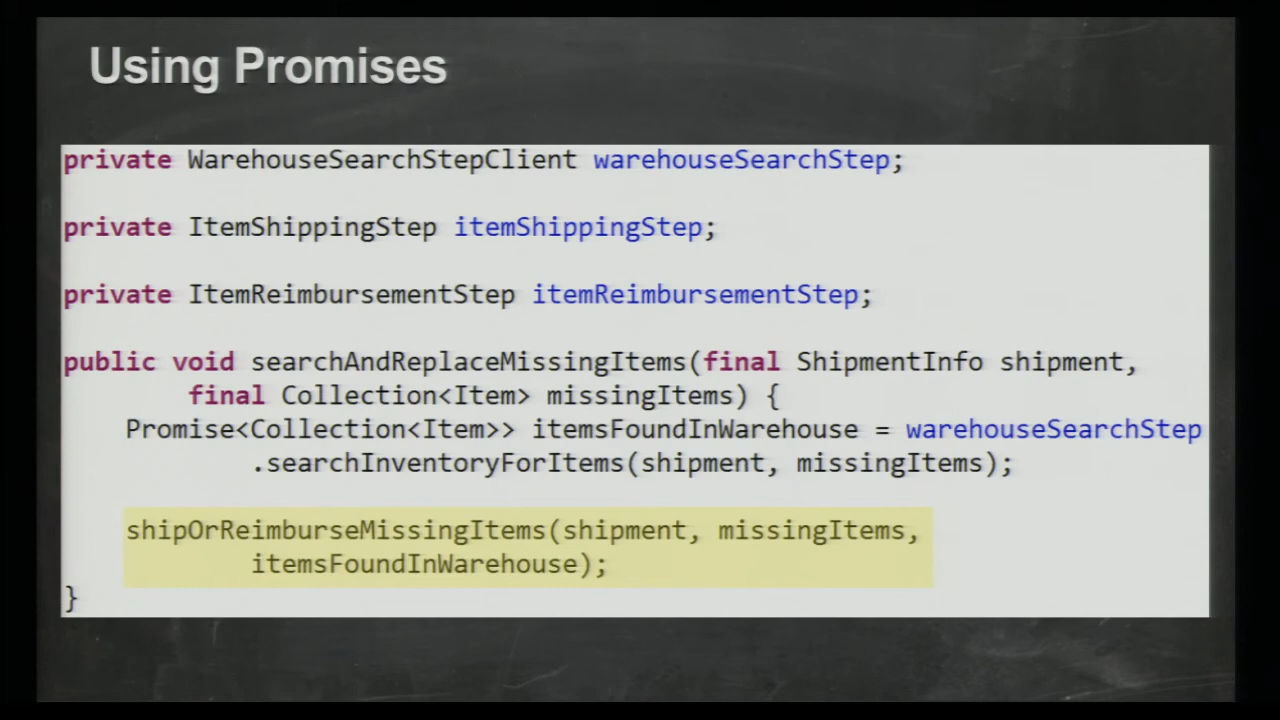 Using Promises
private WarehouseSearchStepClient warehouseSearchStep;
private ItemShippingStep itemShippingStep;
private ItemReimbursementStep itemReimbursementStep;
public void searchAndReplaceMissingItems(final ShipmentInfo shipment,
final Collection<Item> missingItems) {
Promise<Collection<Item>> itemsFoundInWarehouse = warehouseSearchStep
.searchInventoryForItems(shipment, missingItems);
shipOrReimburseMissingItems(shipment, missingItems,
itemsFoundInWarehouse);
}